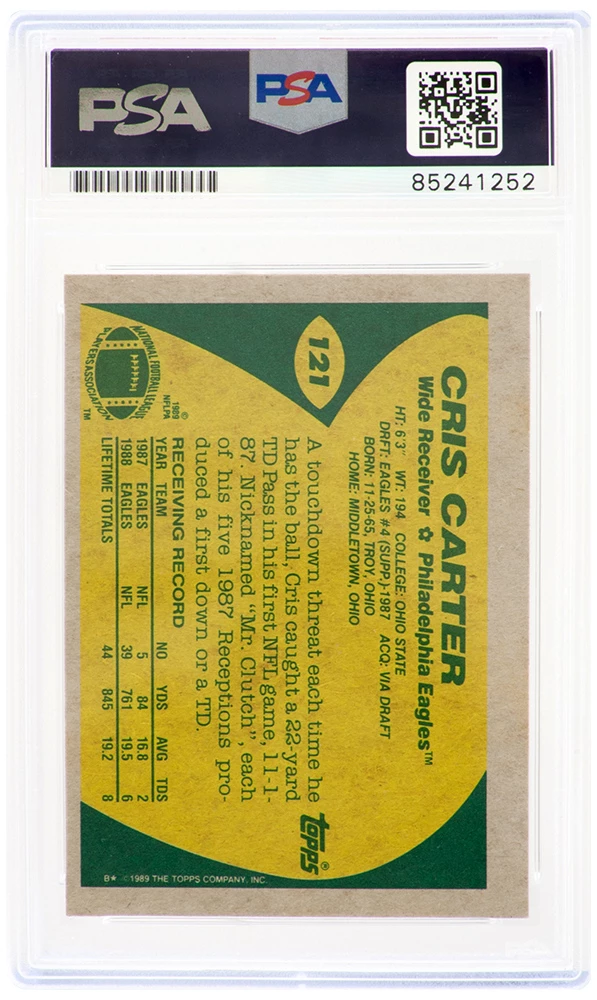 PSA
PSA
85241252
121
CRIS CARTER
Wide Receiver ✿ Philadelphia Eagles™
HT: 6'3" WT: 194 COLLEGE: OHIO STATE
DRFT: EAGLES #4 (SUPP.)-1987 ACQ: VIA DRAFT
BORN: 11-25-65, TROY, OHIO
HOME: MIDDLETOWN, OHIO
A touchdown threat each time he
has the ball, Cris caught a 22-yard
TD Pass in his first NFL game, 11-1-
87. Nicknamed "Mr. Clutch", each
of his five 1987 Receptions pro-
duced a first down or a TD.
topps®
NATIONAL FOOTBALL LEAGUE
PLAYERS ASSOCIATION
TM
©
1989
NFLPA
RECEIVING RECORD
YEAR TEAM NO YDS AVG TDS
1987 EAGLES NFL 5 84 16.8 2
1988 EAGLES NFL 39 761 19.5 6
LIFETIME TOTALS 44 845 19.2 8
B* ©1989 THE TOPPS COMPANY, INC.